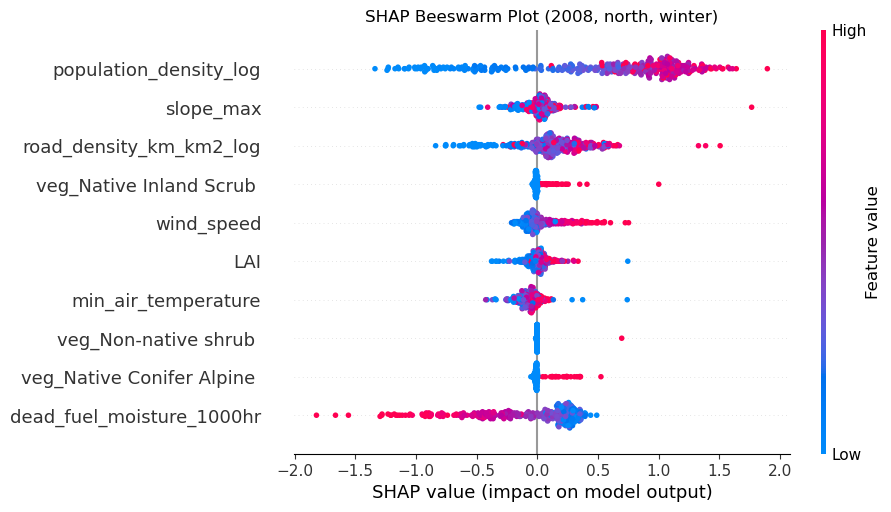 SHAP Beeswarm Plot (2008, north, winter)
High
population_density_log
slope_max
road_density_km_km2_log
veg_Native Inland Scrub
wind_speed
LAI
min_air_temperature
veg_Non-native shrub
veg_Native Conifer Alpine
dead_fuel_moisture_1000hr
Feature value
Low
−2.0 −1.5 −1.0 −0.5 0.0 0.5 1.0 1.5 2.0
SHAP value (impact on model output)